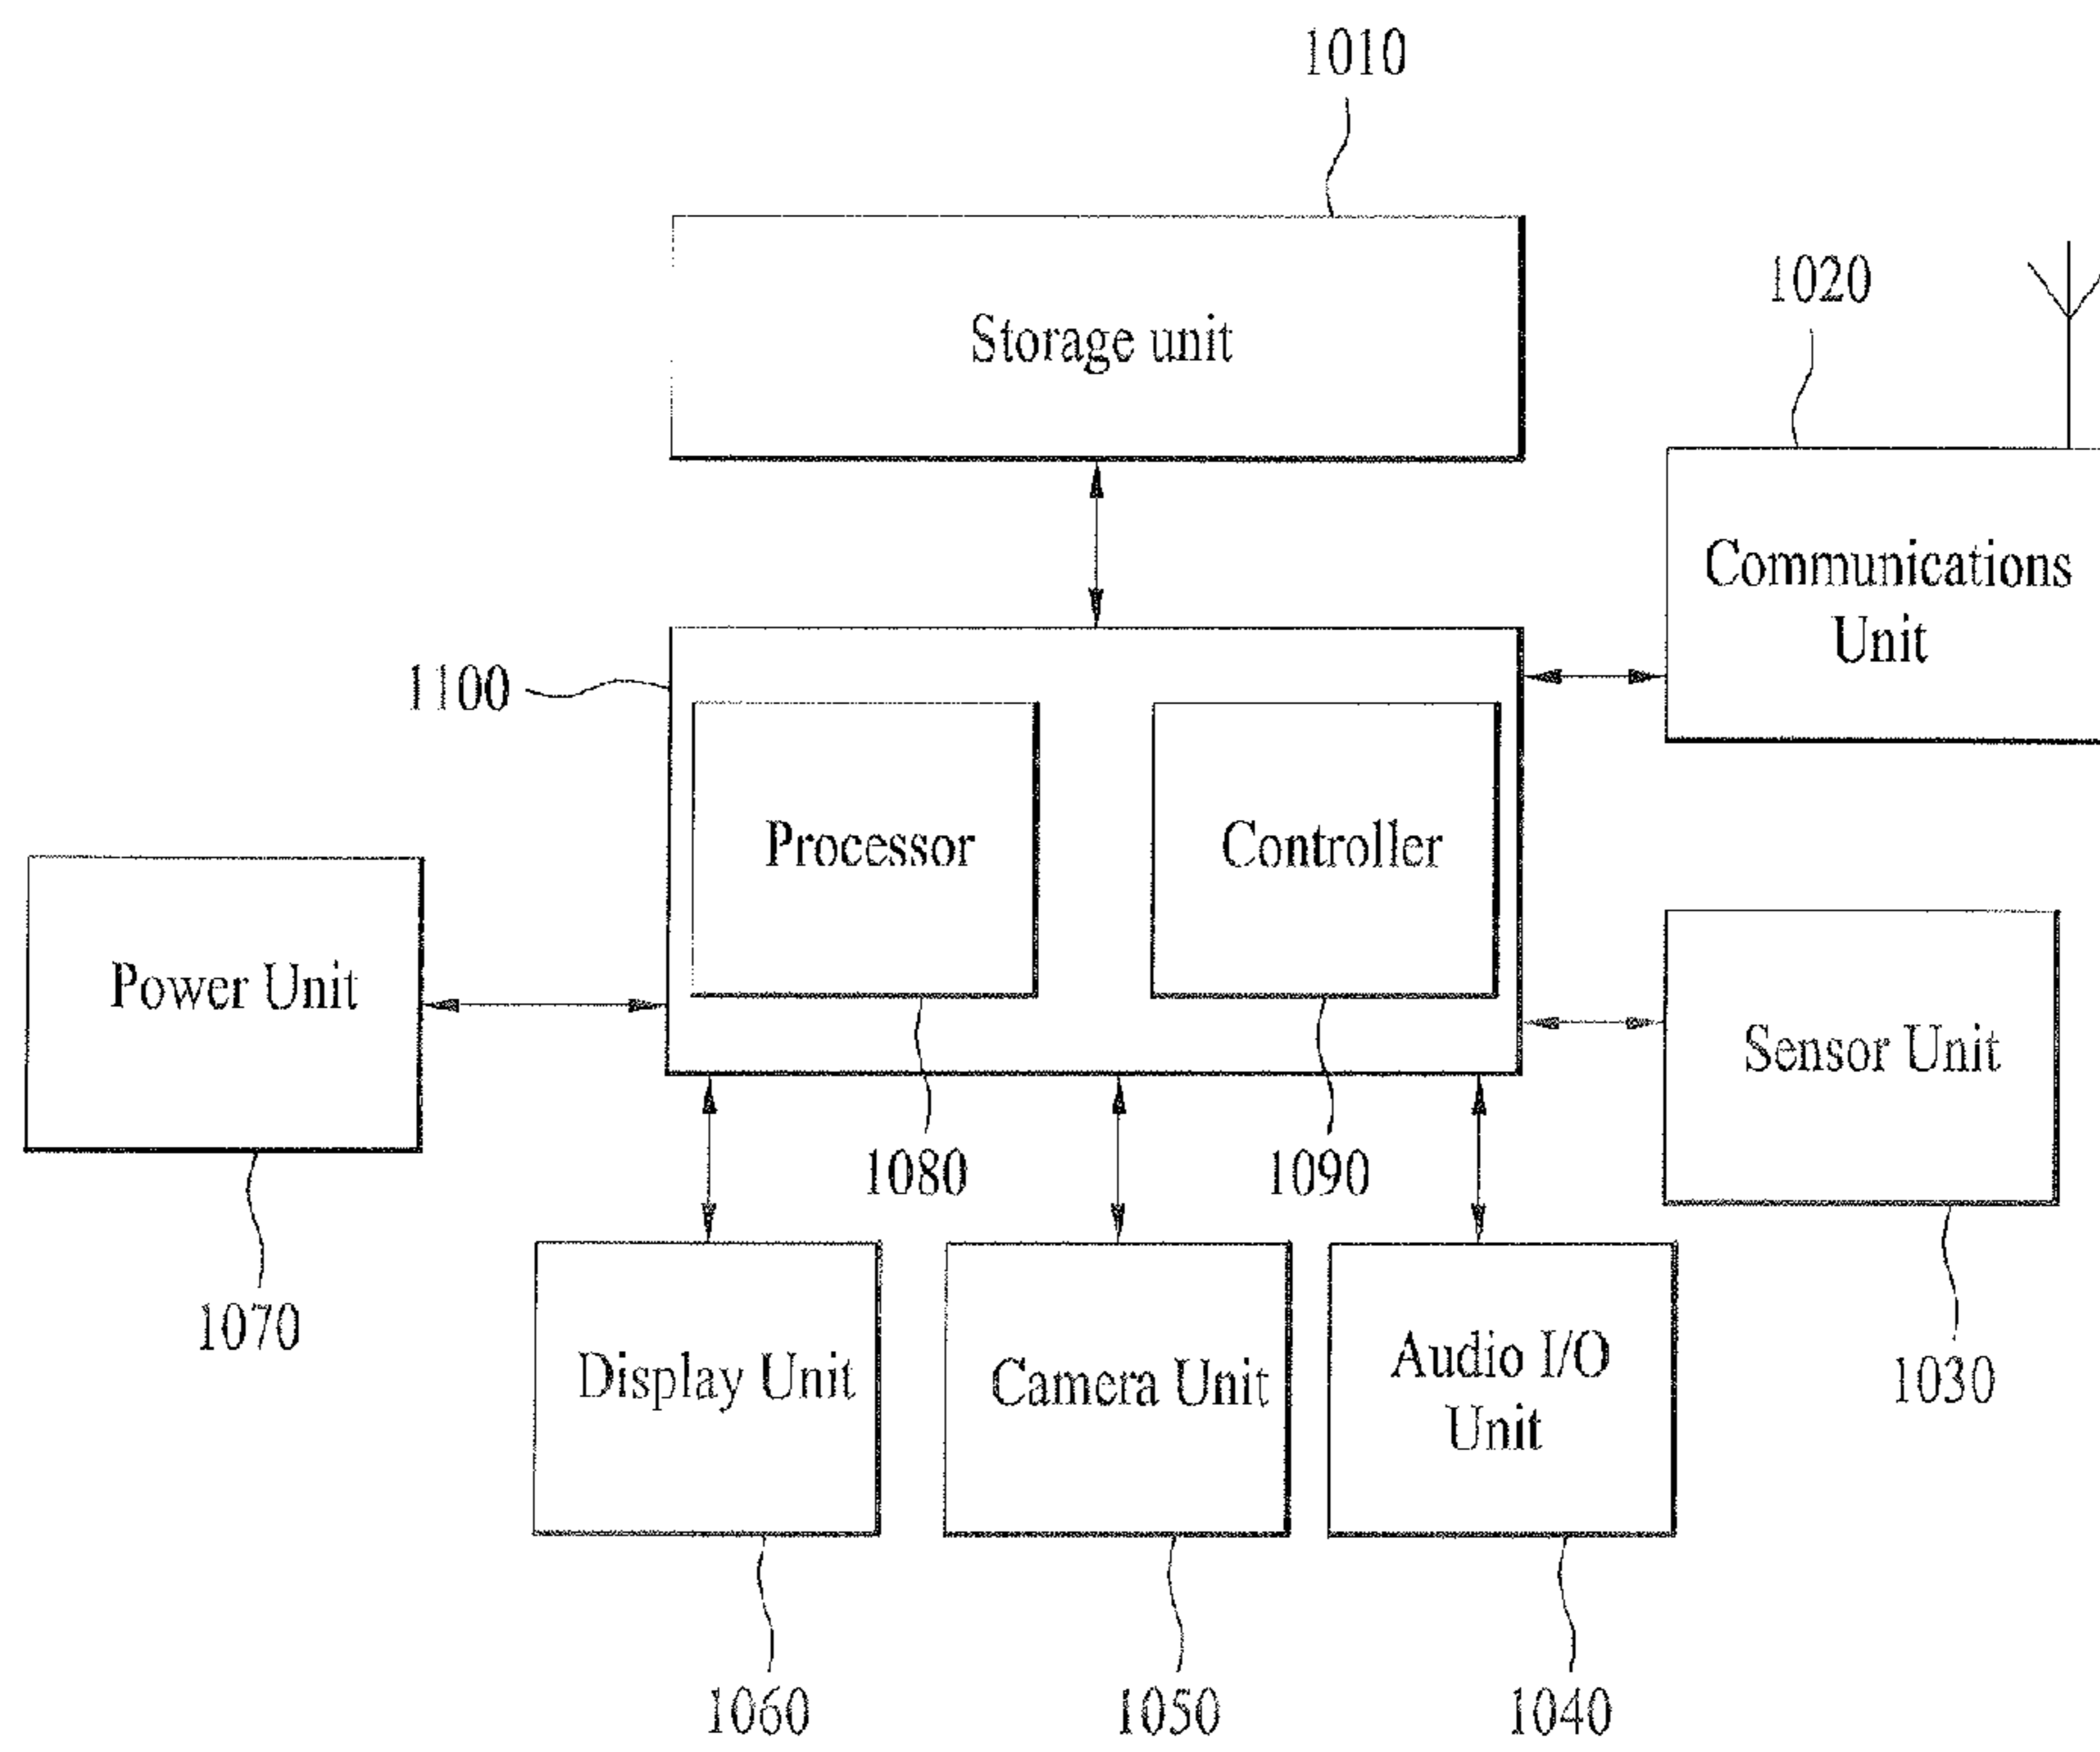 1010
Storage unit
1020
Communications
Unit
1100
Processor
Controller
Power Unit
Sensor Unit
1080
1090
1070
Display Unit
Camera Unit
Audio I/O
Unit
1030
1060
1050
1040